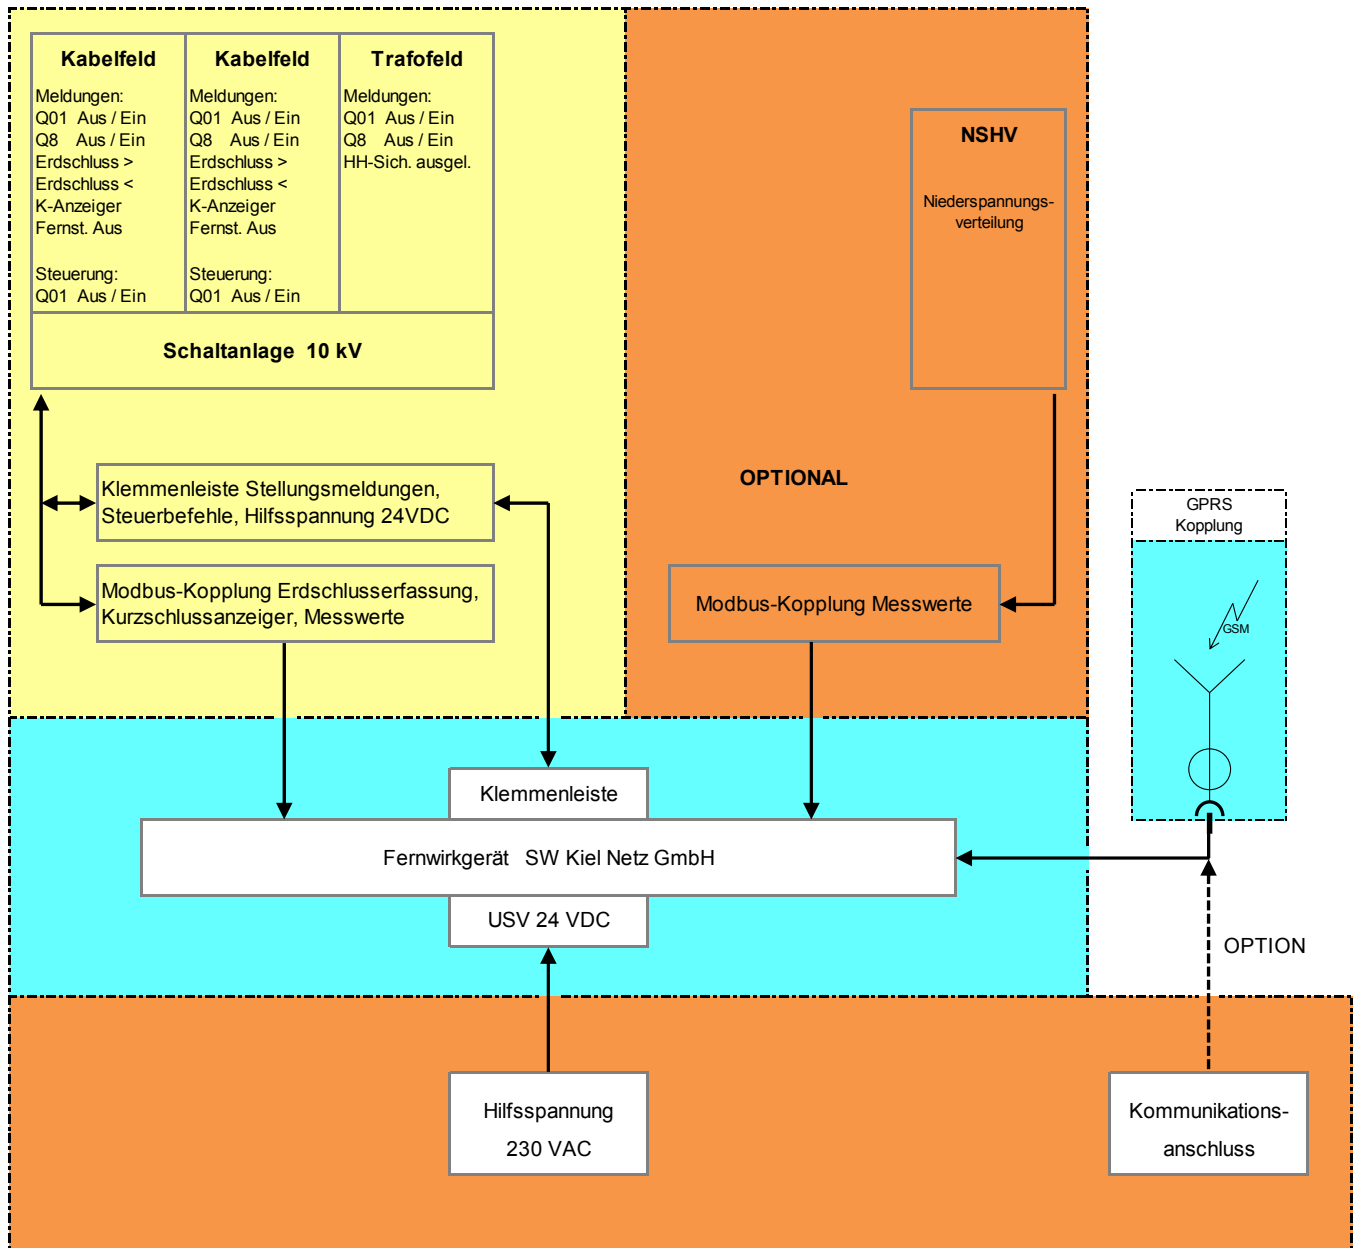 Kabelfeld
Meldungen:
Q01 Aus / Ein
Q8 Aus / Ein
Erdschluss >
Erdschluss <
K-Anzeiger
Fernst. Aus
Steuerung:
Q01 Aus / Ein
Kabelfeld
Meldungen:
Q01 Aus / Ein
Q8 Aus / Ein
Erdschluss >
Erdschluss <
K-Anzeiger
Fernst. Aus
Steuerung:
Q01 Aus / Ein
Trafofeld
Meldungen:
Q01 Aus / Ein
Q8 Aus / Ein
HH-Sich. ausgel.
Schaltanlage 10 kV
NSHV
Niederspannungs-
verteilung
OPTIONAL
Klemmenleiste Stellungsmeldungen,
Steuerbefehle, Hilfsspannung 24VDC
Modbus-Kopplung Erdschlusserfassung,
Kurzschlussanzeiger, Messwerte
Modbus-Kopplung Messwerte
GPRS
Kopplung
GSM
Klemmenleiste
Fernwirkgerät SW Kiel Netz GmbH
USV 24 VDC
OPTION
Hilfsspannung
230 VAC
Kommunikations-
anschluss